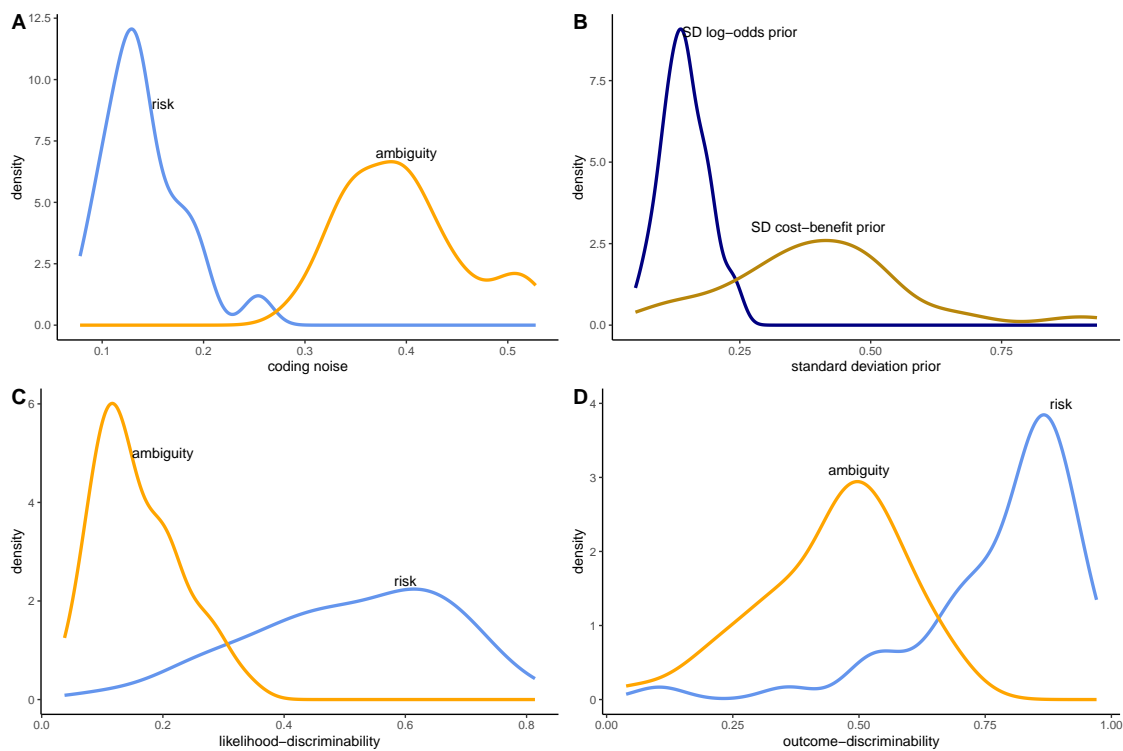 A
12.5
10.0
7.5
5.0
2.5
0.0
density
risk
ambiguity
0.1 0.2 0.3 0.4 0.5
coding noise
B
7.5
5.0
2.5
0.0
density
SD log−odds prior
SD cost−benefit prior
0.25 0.50 0.75
standard deviation prior
C
6
4
2
0
density
ambiguity
risk
0.0 0.2 0.4 0.6 0.8
likelihood−discriminability
D
4
3
2
1
0
density
risk
ambiguity
0.00 0.25 0.50 0.75 1.00
outcome−discriminability